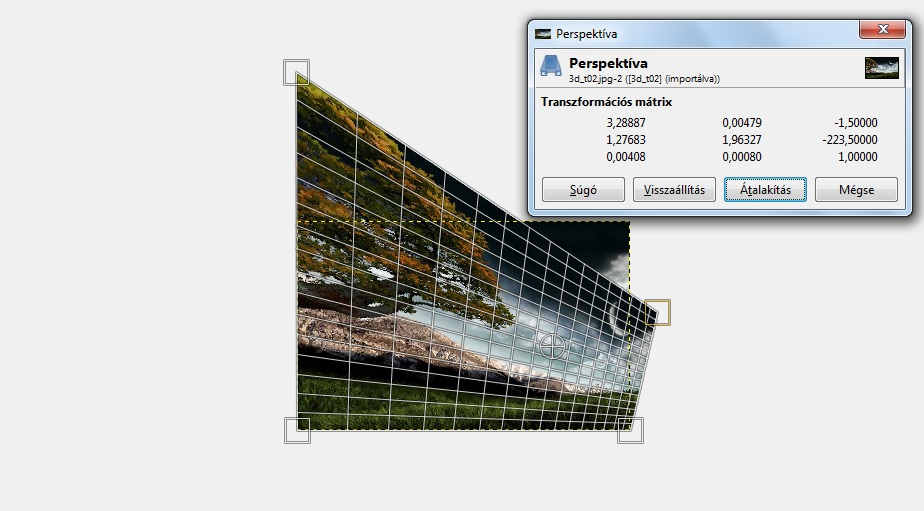 Perspektíva
Perspektíva
3d_t02.jpg-2 ([3d_t02] (importálva))
Transzformációs mátrix
3,28887 0,00479 -1,50000
1,27683 1,96327 -223,50000
0,00408 0,00080 1,00000
Súgó Visszaállítás Átalakítás Mégse